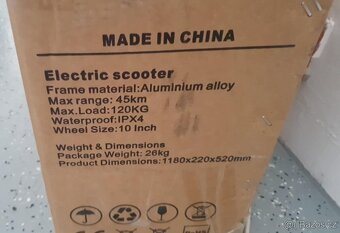 MADE IN CHINA
Electric scooter
Frame material:Aluminium alloy
Max range: 45km
Max.Load:120KG
Waterproof:IPX4
Wheel Size:10 Inch
Weight & Dimensions
Package Weight: 26kg
Product Dimensions:1180x220x520mm